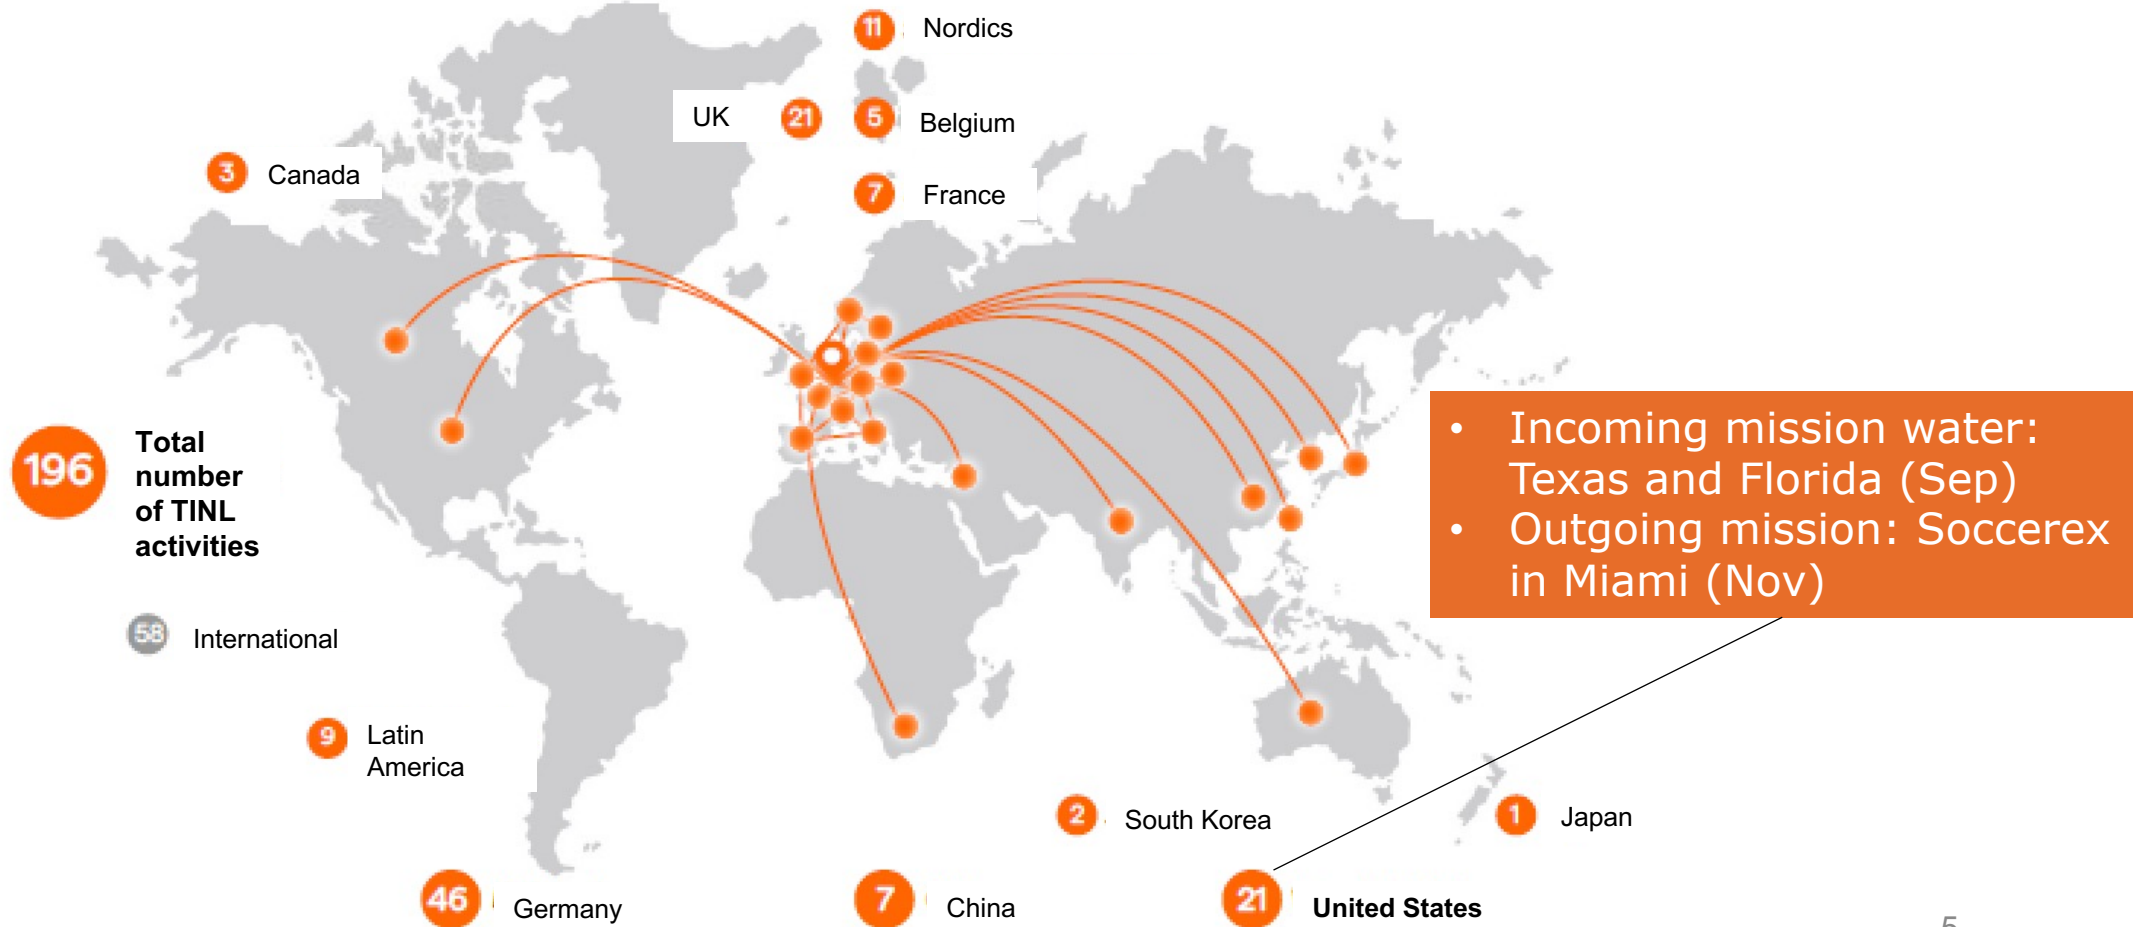 11 Nordics
UK 21
5 Belgium
3 Canada
7 France
196
Total
number
of TINL
activities
• Incoming mission water:
Texas and Florida (Sep)
• Outgoing mission: Soccerex
in Miami (Nov)
58 International
9 Latin
America
2 South Korea
1 Japan
46 Germany
7 China
21 United States
5